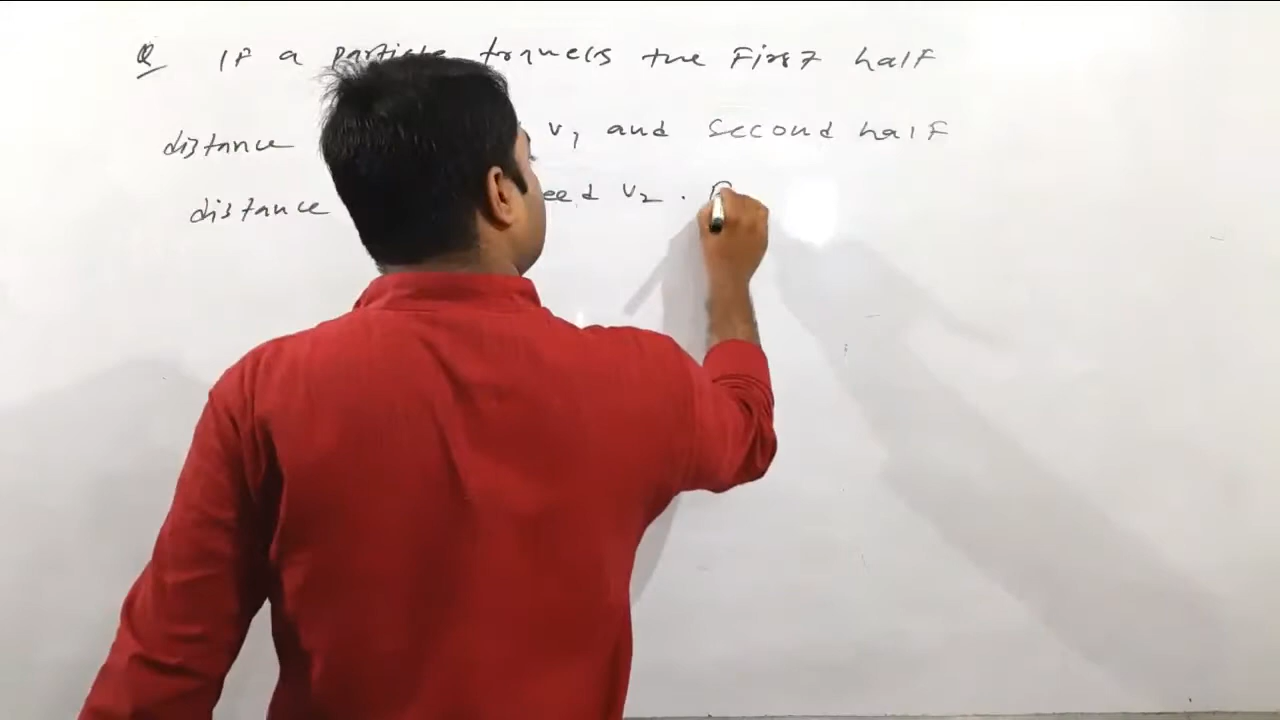 Q If a particle travels the First half
distance v1 and Second half
distance eed v2 .